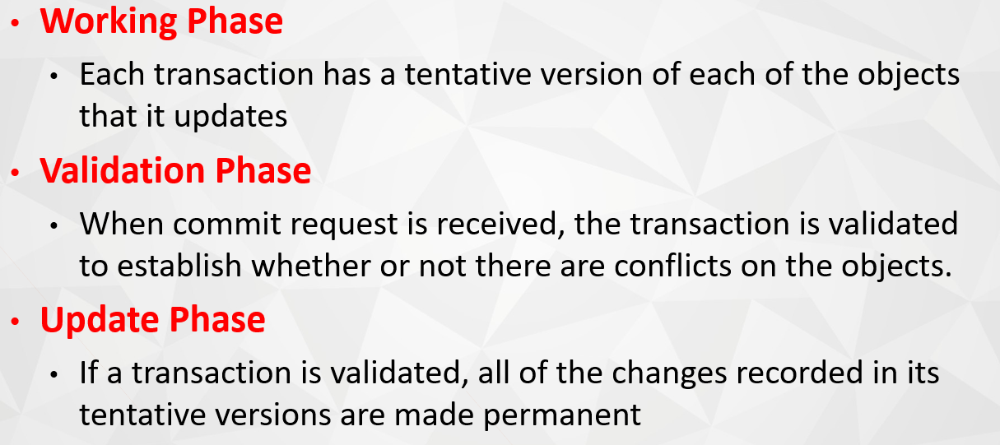 • Working Phase
• Each transaction has a tentative version of each of the objects
that it updates
• Validation Phase
• When commit request is received, the transaction is validated
to establish whether or not there are conflicts on the objects.
• Update Phase
• If a transaction is validated, all of the changes recorded in its
tentative versions are made permanent